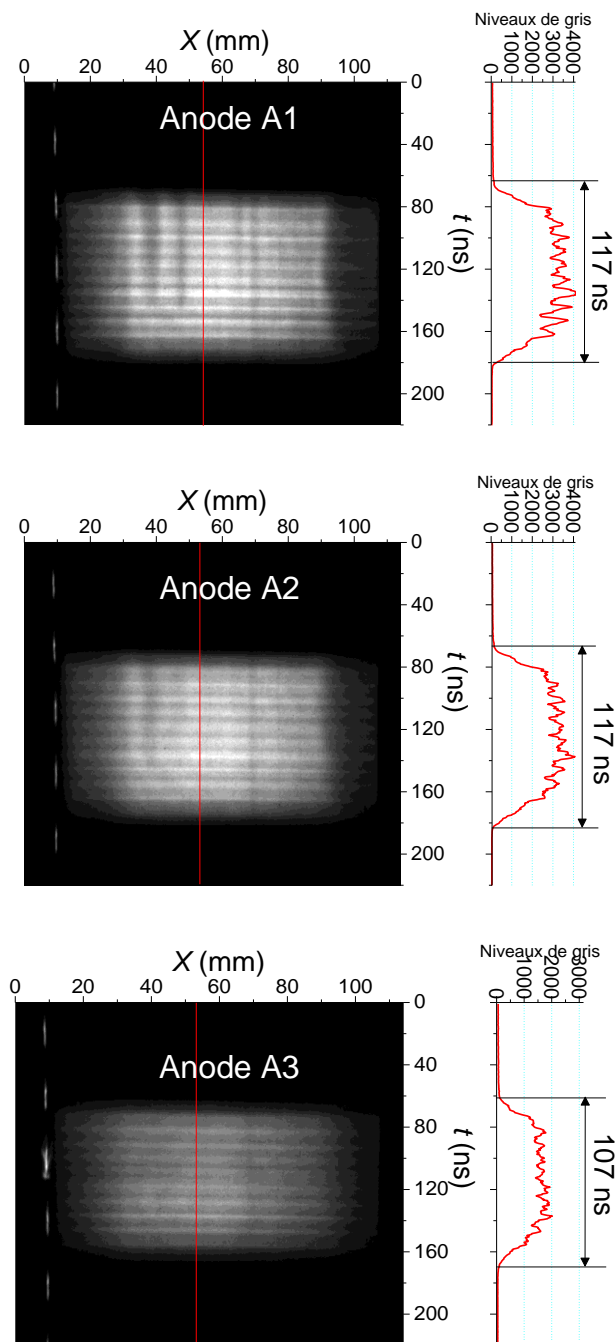 X (mm)
0 20 40 60 80 100
Anode A1
0
40
80
120
160
200
t (ns)
Niveaux de gris
0 1000 2000 3000 4000
117 ns
X (mm)
0 20 40 60 80 100
Anode A2
0
40
80
120
160
200
t (ns)
Niveaux de gris
0 1000 2000 3000 4000
117 ns
X (mm)
0 20 40 60 80 100
Anode A3
0
40
80
120
160
200
t (ns)
Niveaux de gris
0 1000 2000 3000
107 ns